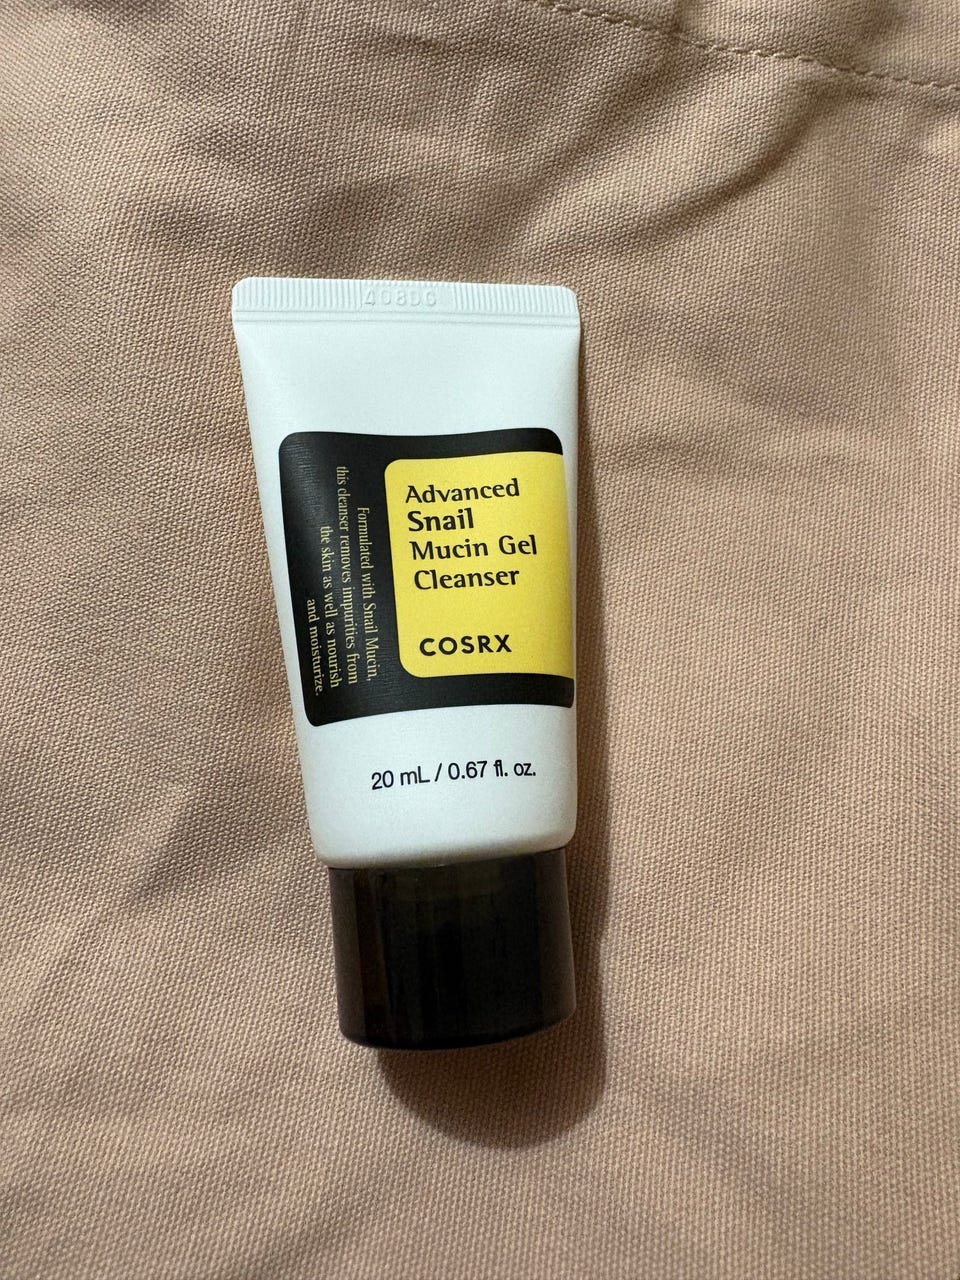 Advanced
Snail
Mucin Gel
Cleanser
COSRX
Formulated with Snail Mucin,
this cleanser removes impurities from
the skin as well as nourish
and moisturize.
20 mL / 0.67 fl. oz.